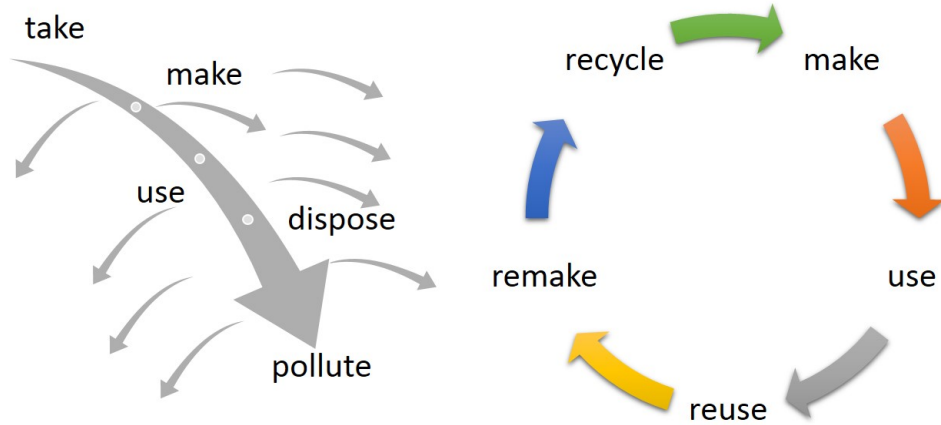 take
make
use
dispose
pollute
recycle
make
use
reuse
remake